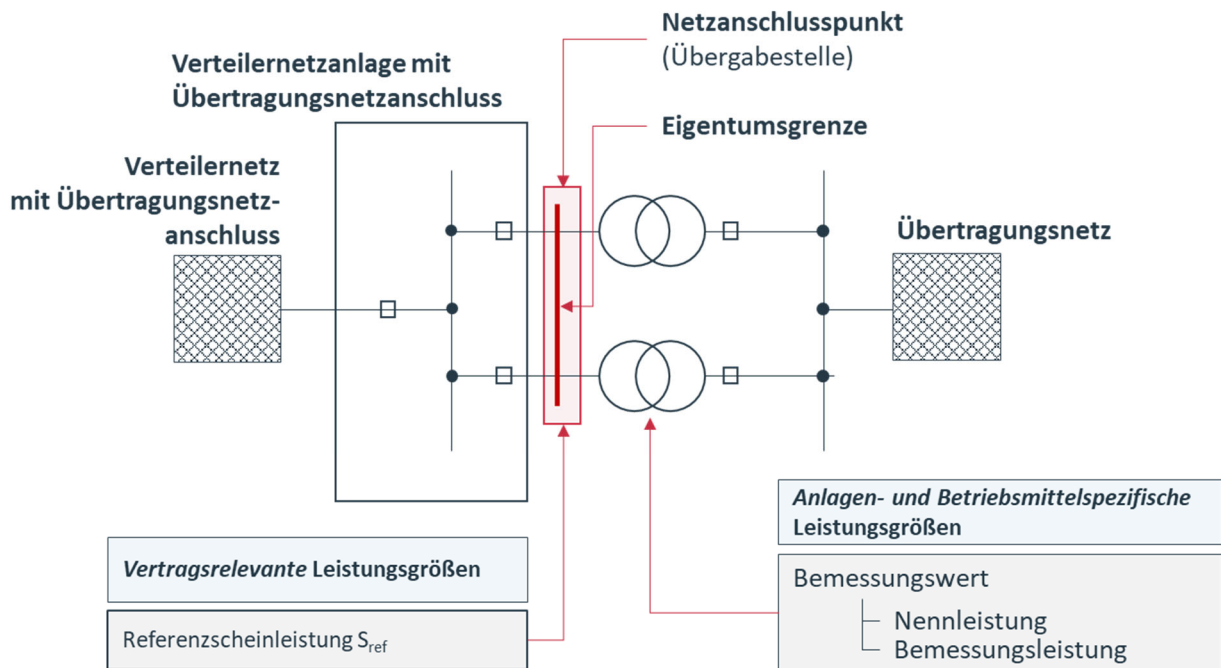 Netzanschlusspunkt
(Übergabestelle)
Verteilernetzanlage mit
Übertragungsnetzanschluss
Eigentumsgrenze
Verteilernetz
mit Übertragungsnetz-
anschluss
Übertragungsnetz
Anlagen- und Betriebsmittelspezifische
Leistungsgrößen
Vertragsrelevante Leistungsgrößen
Bemessungswert
Nennleistung
Bemessungsleistung
Referenzscheinleistung Sref